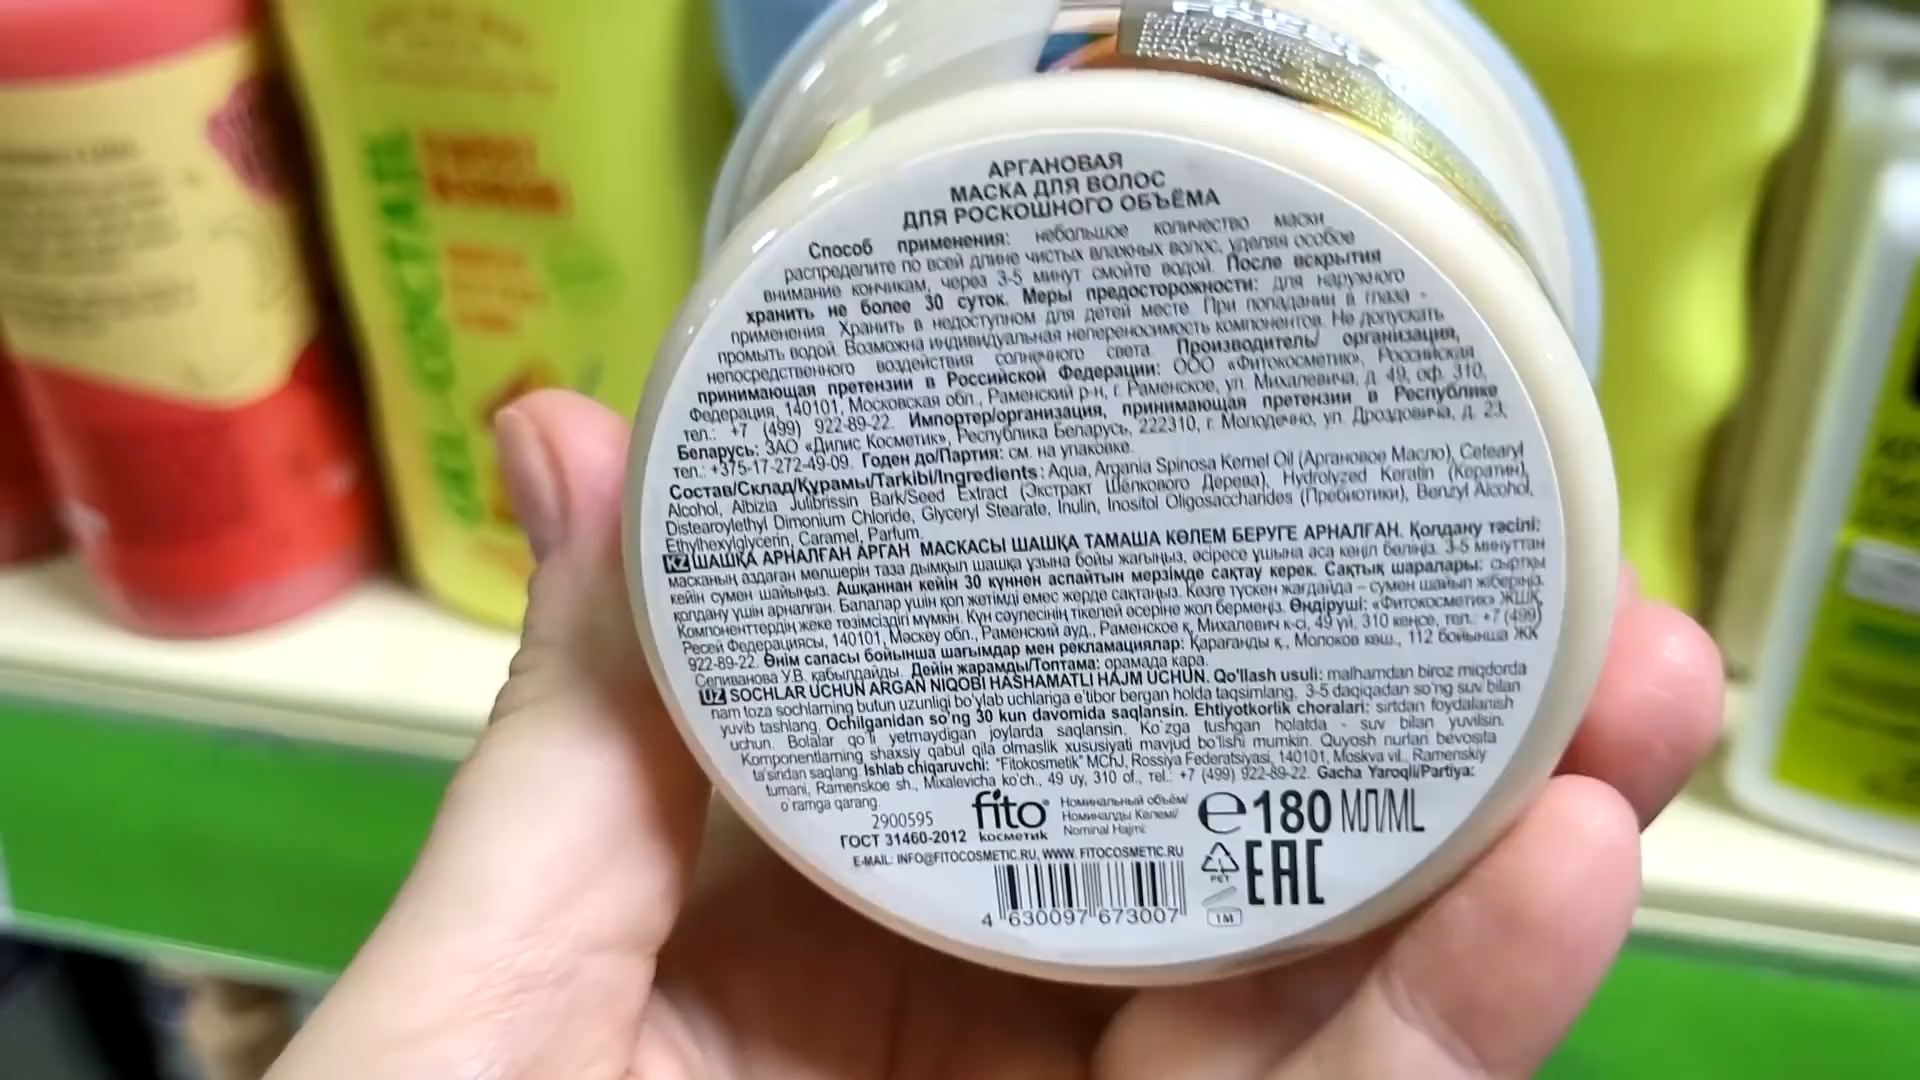 АРГАНОВАЯ
МАСКА ДЛЯ ВОЛОС
ДЛЯ РОСКОШНОГО ОБЪЁМА
Способ применения: небольшое количество маски
распределите по всей длине чистых влажных волос, уделяя особое
внимание кончикам, через 3-5 минут смойте водой. После вскрытия
хранить не более 30 суток. Меры предосторожности: для наружного
применения. Хранить в недоступном для детей месте. При попадании в глаза -
промыть водой. Возможна индивидуальная непереносимость компонентов. Не допускать
непосредственного воздействия солнечного света. Производитель/ организация,
принимающая претензии в Российской Федерации: ООО «Фитокосметик», Российская
Федерация, 140101, Московская обл., Раменский р-н, г. Раменское, ул. Михалевича, д. 49, оф. 310,
тел.: +7 (499) 922-89-22. Импортер/организация, принимающая претензии в Республике
Беларусь: ЗАО «Дилис Косметик», Республика Беларусь, 222310, г. Молодечно, ул. Дроздовича, д. 23,
тел.: +375-17-272-49-09. Годен до/Партия: см. на упаковке.
Состав/Склад/Құрамы/Tarkibi/Ingredients: Aqua, Argania Spinosa Kernel Oil (Аргановое Масло), Cetearyl
Alcohol, Albizia Julibrissin Bark/Seed Extract (Экстракт Шёлкового Дерева), Hydrolyzed Keratin (Кератин),
Distearoylethyl Dimonium Chloride, Glyceryl Stearate, Inulin, Inositol Oligosaccharides (Пребиотики), Benzyl Alcohol,
Ethylhexylglycerin, Caramel, Parfum.
KZ ШАШҚА АРНАЛҒАН АРГАН МАСКАСЫ ШАШҚА ТАМАША КӨЛЕМ БЕРУГЕ АРНАЛҒАН. Қолдану тәсілі:
масканың аздаған мөлшерін таза дымқыл шашқа ұзына бойы жағыңыз, әсіресе ұшына аса көңіл бөліңіз. 3-5 минуттан
кейін сумен шайыңыз. Ашқаннан кейін 30 күннен аспайтын мерзімде сақтау керек. Сақтық шаралары: сыртқы
қолдану үшін арналған. Балалар үшін қол жетімді емес жерде сақтаңыз. Көзге түскен жағдайда – сумен шайып жіберіңіз.
Компоненттердің жеке төзімсіздігі мүмкін. Күн сәулесінің тікелей әсеріне жол бермеңіз. Өндіруші: «Фитокосметик» ЖШҚ,
Ресей Федерациясы, 140101, Мәскеу обл., Раменский ауд., Раменское қ, Михалевич к-сі, 49 үй, 310 кеңсе, тел.: +7 (499)
922-89-22. Өнім сапасы бойынша шағымдар мен рекламациялар: Қарағанды қ., Молоков көш., 112 бойынша ЖК
Селиванова У.В. қабылдайды. Дейін жарамды/Топтама: орамада қара.
UZ SOCHLAR UCHUN ARGAN NIQOBI HASHAMATLI HAJM UCHUN. Qo'llash usuli: malhamdan biroz miqdorda
nam toza sochlarning butun uzunligi bo'ylab uchlariga e'tibor bergan holda taqsimlang, 3-5 daqiqadan so'ng suv bilan
yuvib tashlang. Ochilganidan so'ng 30 kun davomida saqlansin. Ehtiyotkorlik choralari: sirtdan foydalanish
uchun. Bolalar qo'li yetmaydigan joylarda saqlansin. Ko'zga tushgan holatda - suv bilan yuvilsin.
Komponentlarning shaxsiy qabul qila olmaslik xususiyati mavjud bo'lishi mumkin. Quyosh nurlari bevosita
ta'siridan saqlang. Ishlab chiqaruvchi: "Fitokosmetik" MChJ, Rossiya Federatsiyasi, 140101, Moskva vil., Ramenskiy
tumani, Ramenskoe sh., Mixalevicha ko'ch., 49 uy, 310 of., tel.: +7 (499) 922-89-22. Gacha Yaroqli/Partiya:
o'ramga qarang.
2900595
ГОСТ 31460-2012
fito
косметик
Номинальный объём/
Номиналды Көлемі/
Nominal Hajmi:
℮180 МЛ/ML
E-MAIL: INFO@FITOCOSMETIC.RU, WWW. FITOCOSMETIC.RU
PET
EAC
4 630097 673007
1M